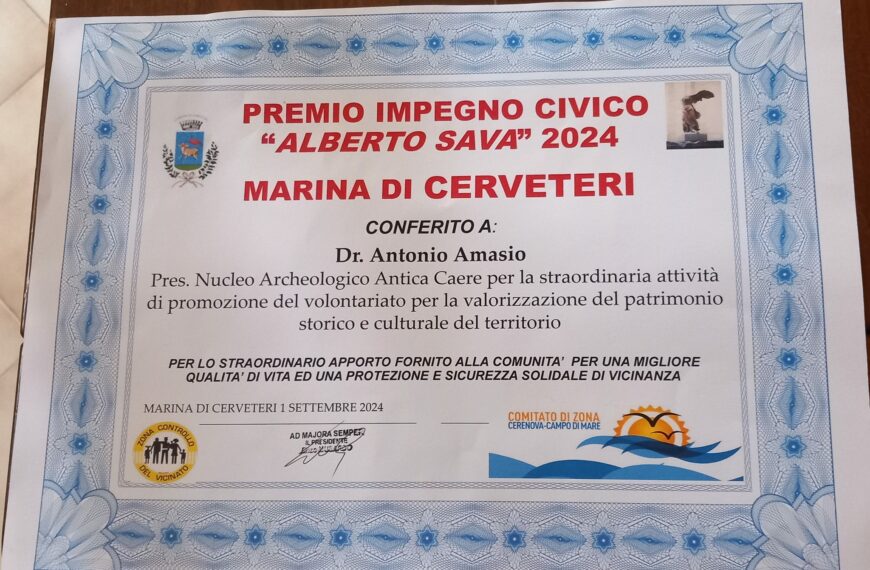 PREMIO IMPEGNO CIVICO
“ALBERTO SAVA” 2024
MARINA DI CERVETERI
CONFERITO A:
Dr. Antonio Amasio
Pres. Nucleo Archeologico Antica Caere per la straordinaria attività
di promozione del volontariato per la valorizzazione del patrimonio
storico e culturale del territorio
PER LO STRAORDINARIO APPORTO FORNITO ALLA COMUNITA’ PER UNA MIGLIORE
QUALITA’ DI VITA ED UNA PROTEZIONE E SICUREZZA SOLIDALE DI VICINANZA
MARINA DI CERVETERI 1 SETTEMBRE 2024
ZONA CONTROLLO
DEL VICINATO
AD MAJORA SEMPER
IL PRESIDENTE
COMITATO DI ZONA
CERENOVA-CAMPO DI MARE